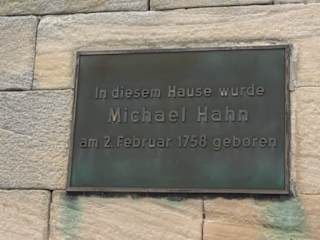 In diesem Hause wurde
Michael Hahn
am 2. Februar 1758 geboren